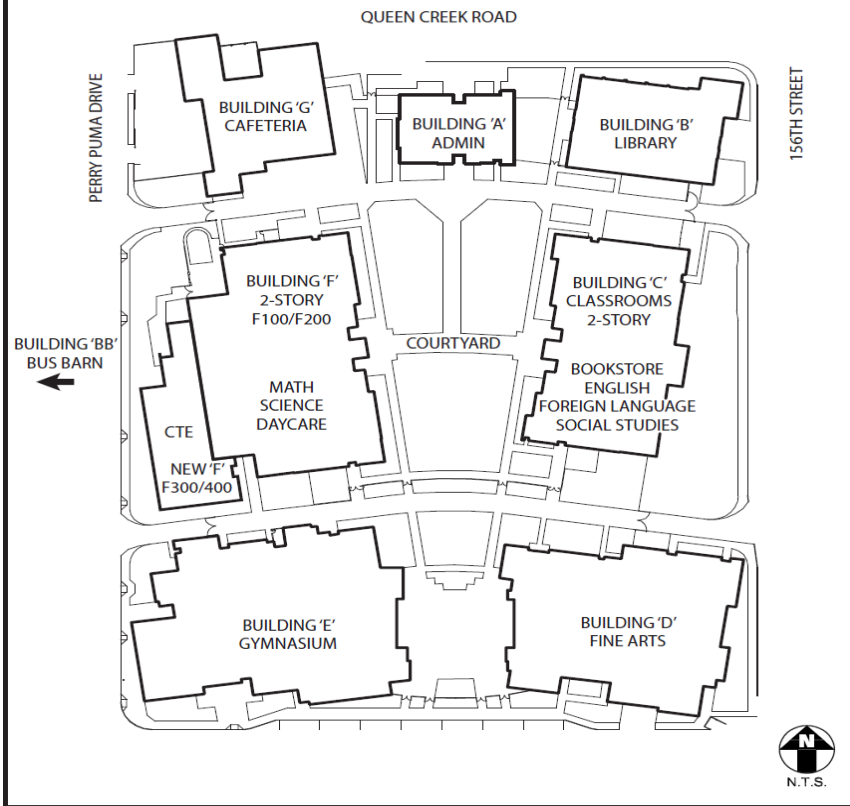 QUEEN CREEK ROAD
PERRY PUMA DRIVE
156TH STREET
BUILDING ‘G’
CAFETERIA
BUILDING ’A’
ADMIN
BUILDING ‘B’
LIBRARY
BUILDING ‘F’
2-STORY
F100/F200
BUILDING ‘C’
CLASSROOMS
2-STORY
BUILDING ‘BB’
BUS BARN
COURTYARD
MATH
SCIENCE
DAYCARE
BOOKSTORE
ENGLISH
FOREIGN LANGUAGE
SOCIAL STUDIES
CTE
NEW ‘F’
F300/400
BUILDING ‘E’
GYMNASIUM
BUILDING ‘D’
FINE ARTS
N
N.T.S.